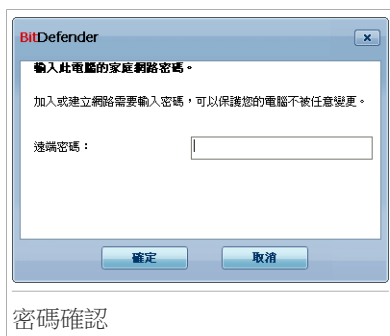 BitDefender
輸入此電腦的家庭網路密碼。
加入或建立網路需要輸入密碼，可以保護您的電腦不被任意變更。
遠端密碼：
確定
取消
密碼確認